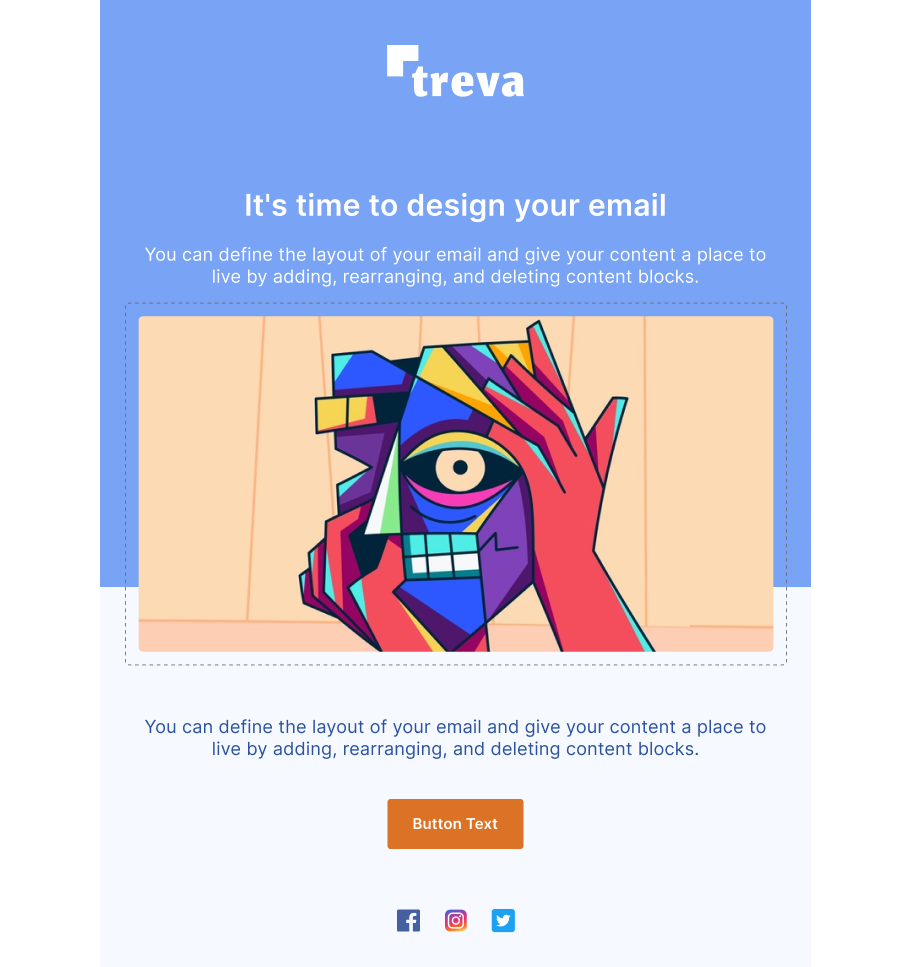 treva
It's time to design your email
You can define the layout of your email and give your content a place to
live by adding, rearranging, and deleting content blocks.
You can define the layout of your email and give your content a place to
live by adding, rearranging, and deleting content blocks.
Button Text